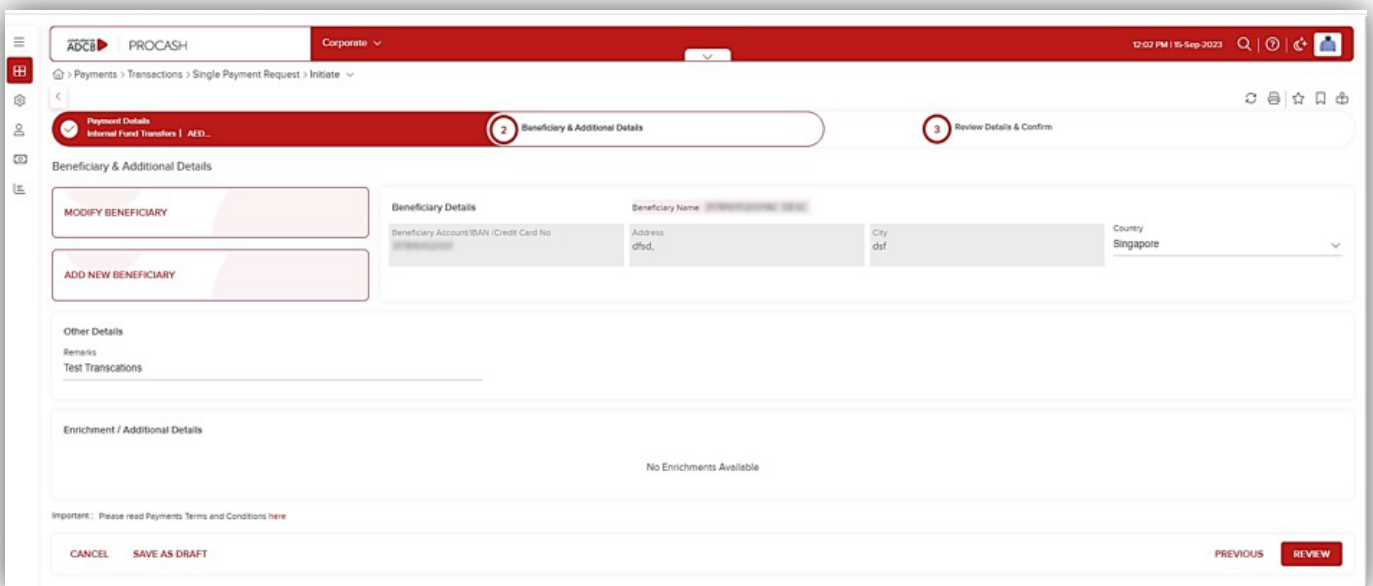 ADCB PROCASH Corporate 12:02 PM | 15-Sep-2023
> Payments > Transactions > Single Payment Request > Initiate
Payment Details
Internal Fund Transfers | AED...
2 Beneficiary & Additional Details
3 Review Details & Confirm
Beneficiary & Additional Details
MODIFY BENEFICIARY
ADD NEW BENEFICIARY
Beneficiary Details Beneficiary Name
Beneficiary Account/IBAN /Credit Card No
Address
dfsd,
City
dsf
Country
Singapore
Other Details
Remarks
Test Transcations
Enrichment / Additional Details
No Enrichments Available
Important : Please read Payments Terms and Conditions here
CANCEL SAVE AS DRAFT PREVIOUS REVIEW